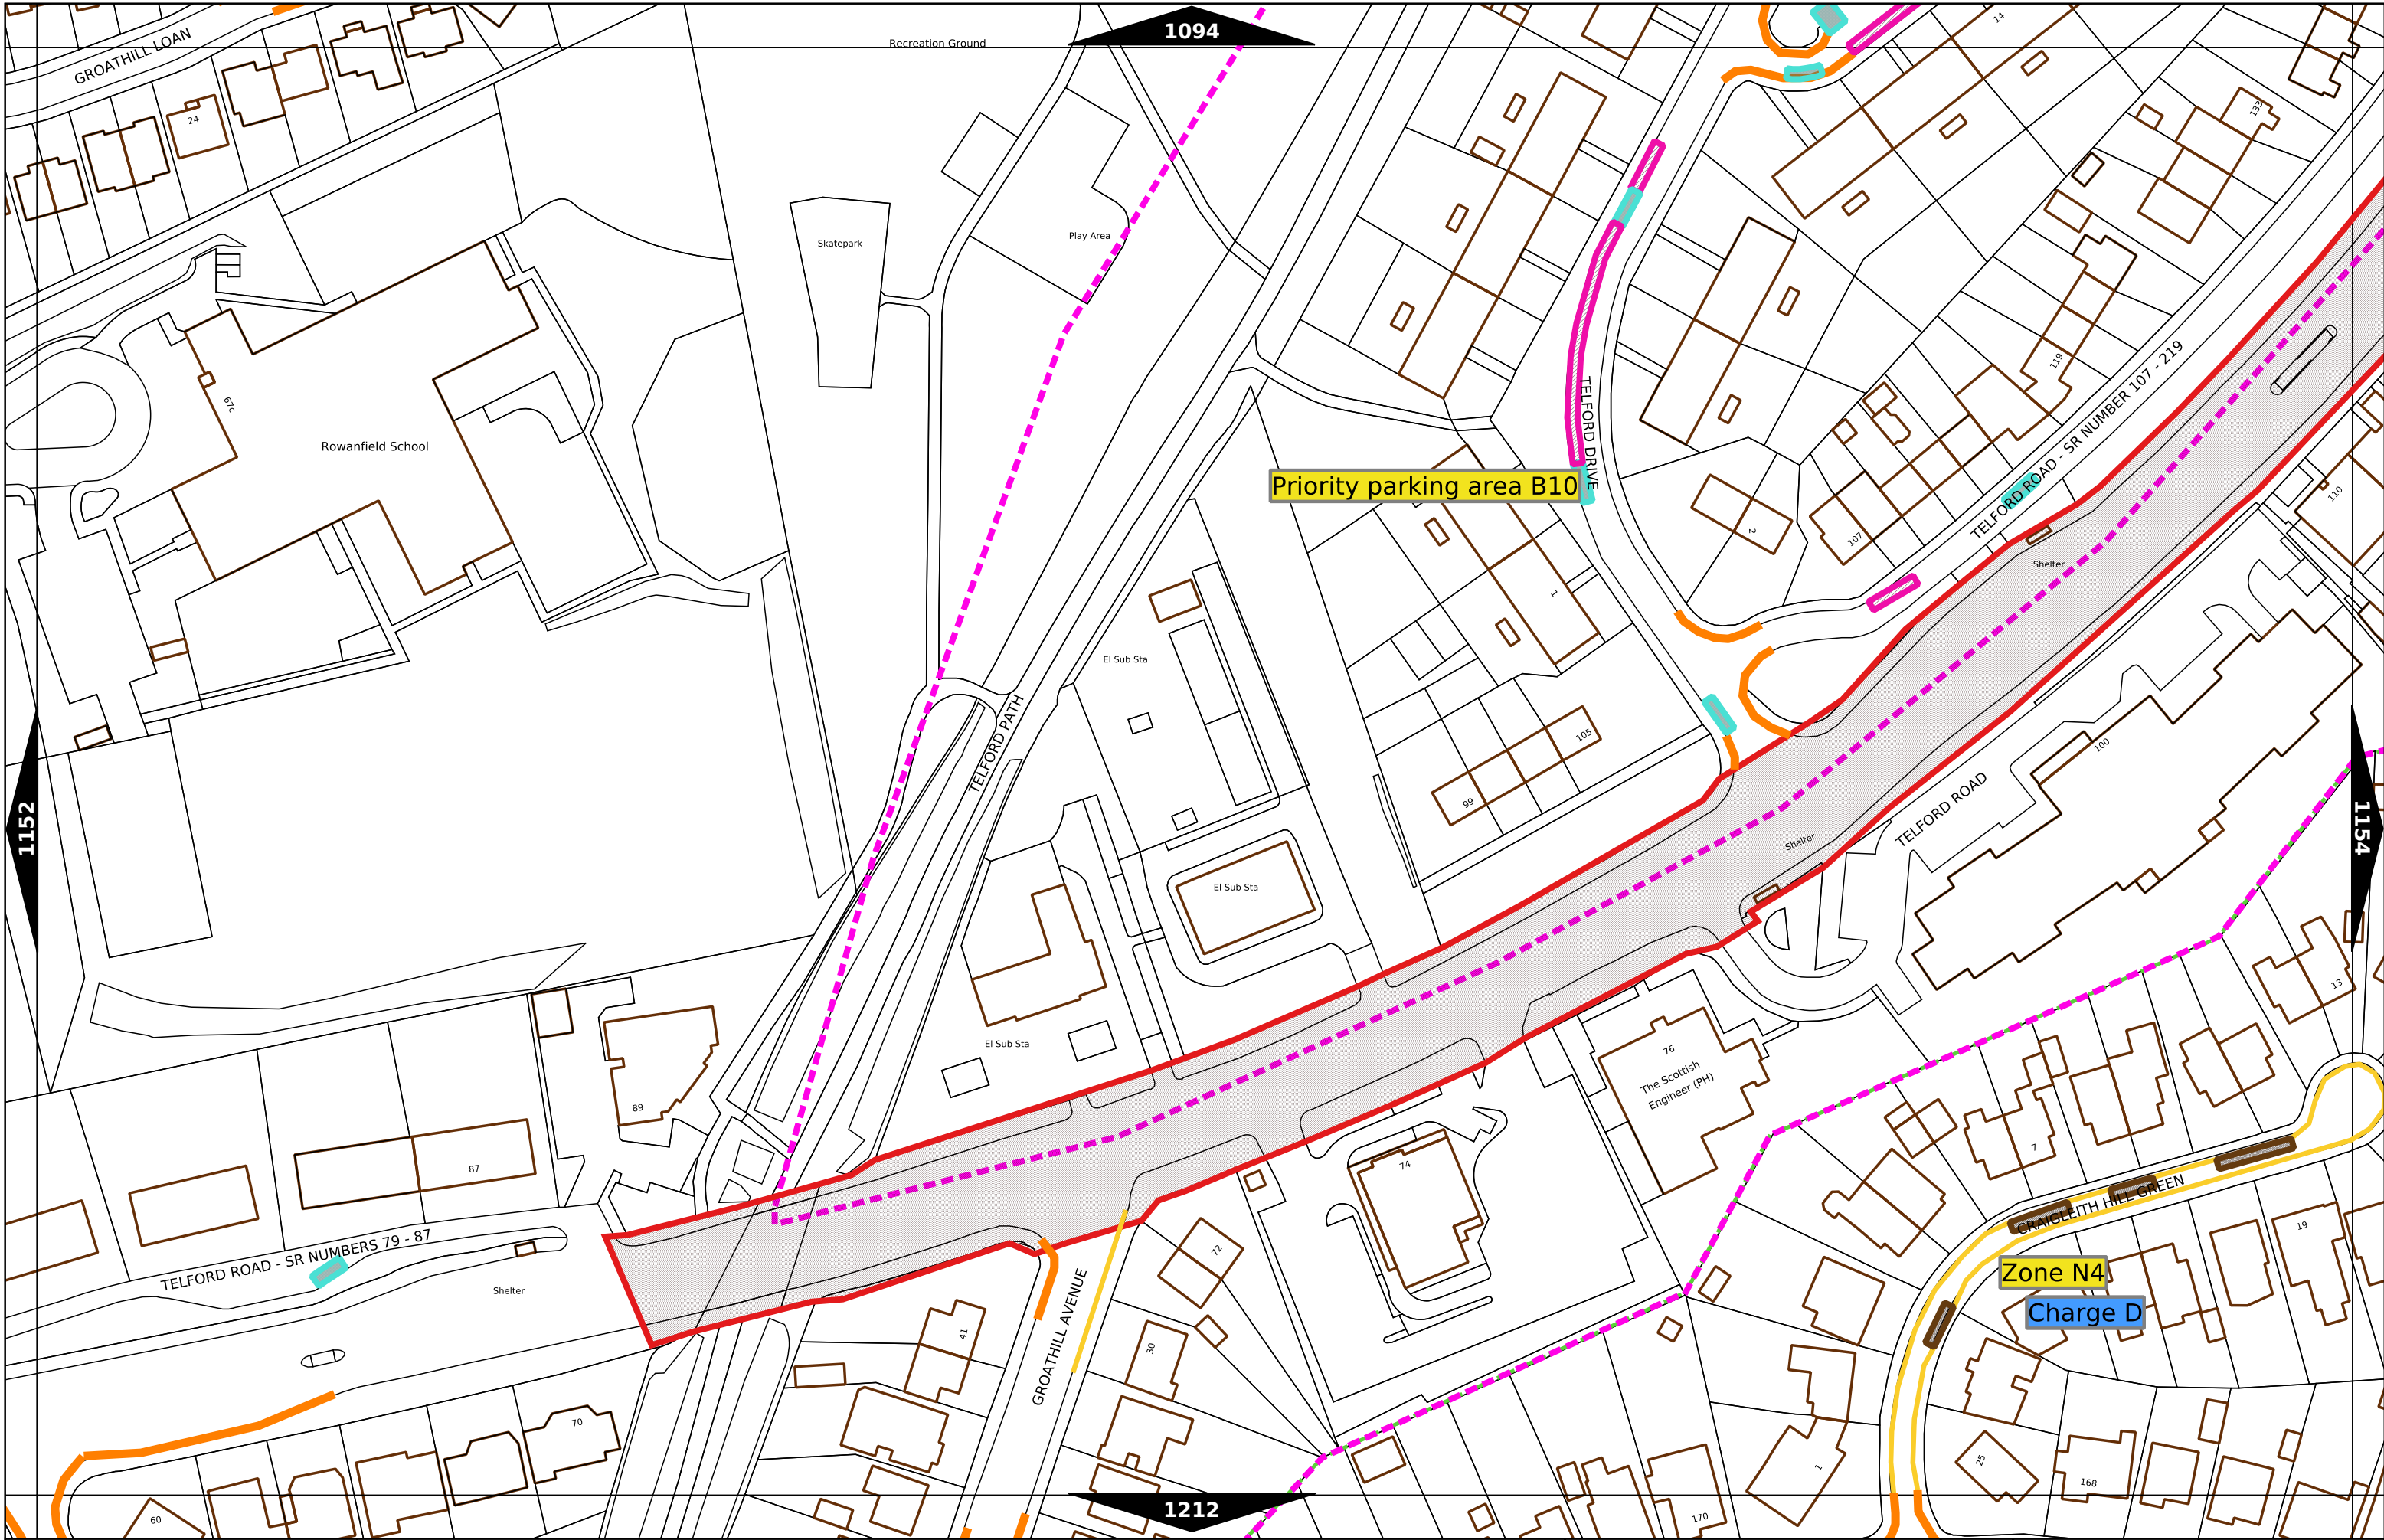 1094
Recreation Ground
14
GROATHILL LOAN
24
133
Skatepark
Play Area
67c
Rowanfield School
TELFORD DRIVE
119
TELFORD ROAD - SR NUMBER 107 - 219
Priority parking area B10
110
2
107
Shelter
1
El Sub Sta
TELFORD PATH
105
99
100
TELFORD ROAD
Shelter
1152
1154
El Sub Sta
13
El Sub Sta
76
The Scottish
Engineer (PH)
89
7
87
74
CRAIGLEITH HILL GREEN
19
TELFORD ROAD - SR NUMBERS 79 - 87
72
Zone N4
Shelter
Charge D
GROATHILL AVENUE
41
30
70
25
1
168
60
1212
170